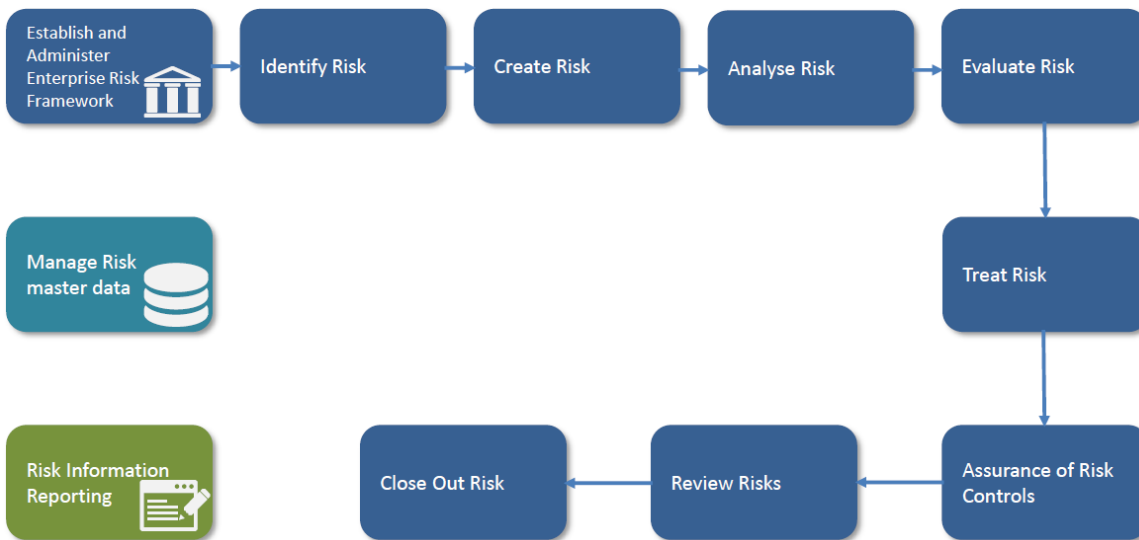 Establish and
Administer
Enterprise Risk
Framework
Identify Risk
Create Risk
Analyse Risk
Evaluate Risk
Manage Risk
master data
Treat Risk
Risk Information
Reporting
Close Out Risk
Review Risks
Assurance of Risk
Controls